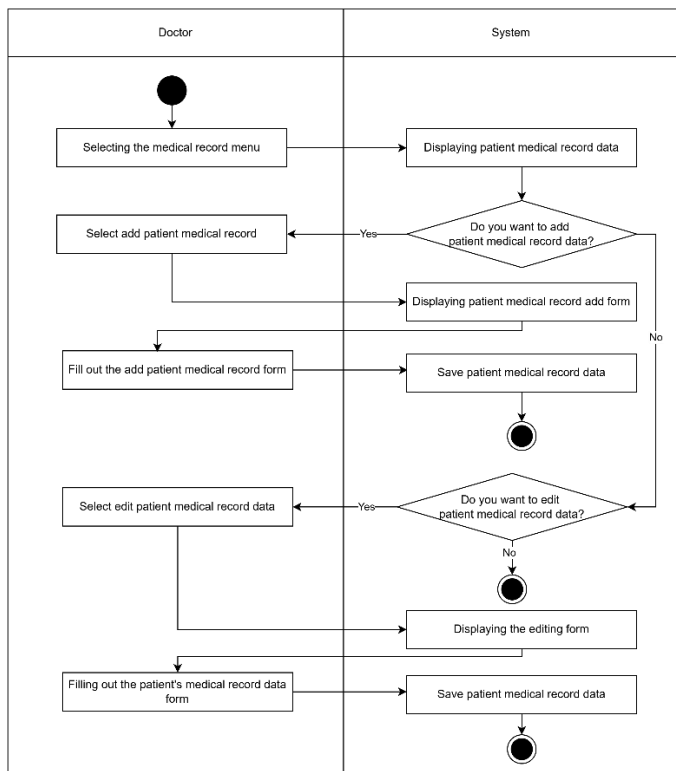 Doctor
System
Selecting the medical record menu
Displaying patient medical record data
Select add patient medical record
Yes
Do you want to add
patient medical record data?
Displaying patient medical record add form
No
Fill out the add patient medical record form
Save patient medical record data
Select edit patient medical record data
Yes
Do you want to edit
patient medical record data?
No
Displaying the editing form
Filling out the patient's medical record data
form
Save patient medical record data